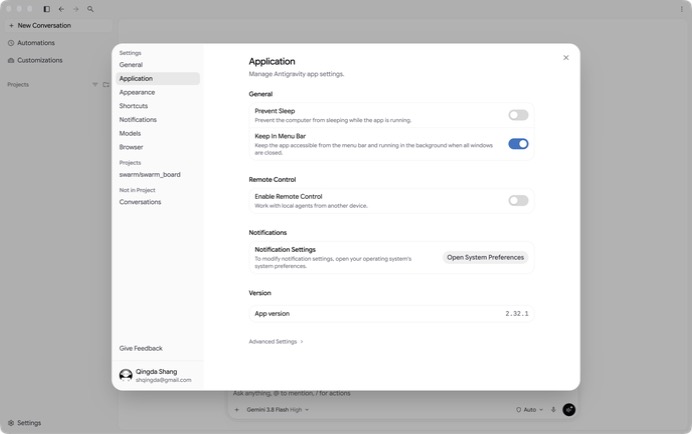 New Conversation
Automations
Customizations
Projects
Settings
Settings
General
Application
Appearance
Shortcuts
Notifications
Models
Browser
Projects
swarm/swarm_board
Not in Project
Conversations
Give Feedback
Qingda Shang
shqingda@gmail.com
Application
Manage Antigravity app settings.
General
Prevent Sleep
Prevent the computer from sleeping while the app is running.
Keep In Menu Bar
Keep the app accessible from the menu bar and running in the background when all windows
are closed.
Remote Control
Enable Remote Control
Work with local agents from another device.
Notifications
Notification Settings
To modify notification settings, open your operating system's
system preferences.
Open System Preferences
Version
App version
2.32.1
Advanced Settings
Ask anything, @ to mention, / for actions
Gemini 3.8 Flash High
Auto